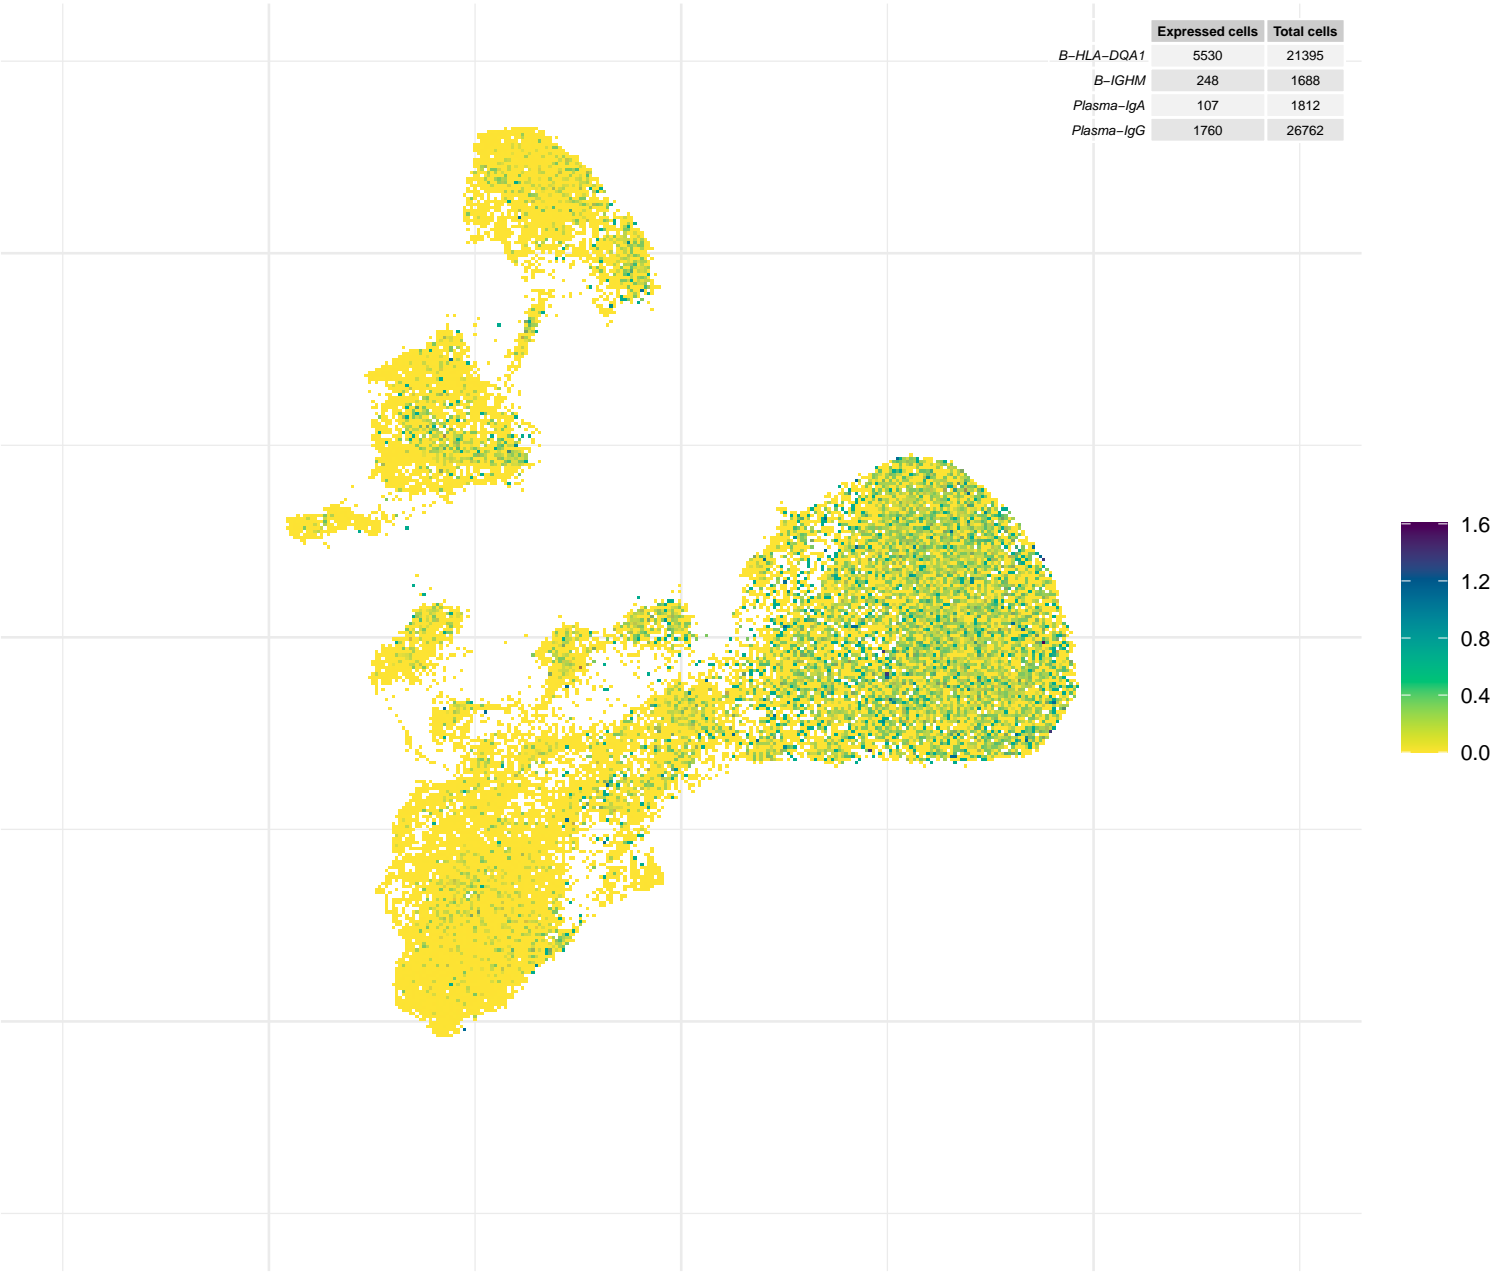 Expressed cells Total cells
B−HLA−DQA1 5530 21395
B−IGHM 248 1688
Plasma−IgA 107 1812
Plasma−IgG 1760 26762
1.6
1.2
0.8
0.4
0.0